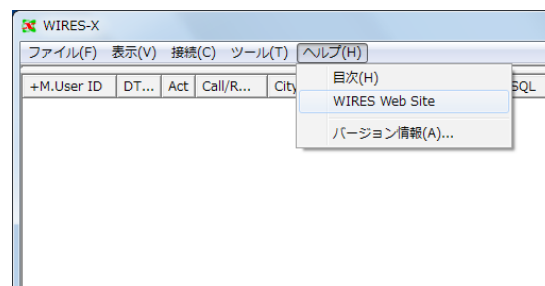 WIRES-X
ファイル(F) 表示(V) 接続(C) ツール(T) ヘルプ(H)
+M.User ID DT... Act Call/R... City SQL
目次(H)
WIRES Web Site
バージョン情報(A)...